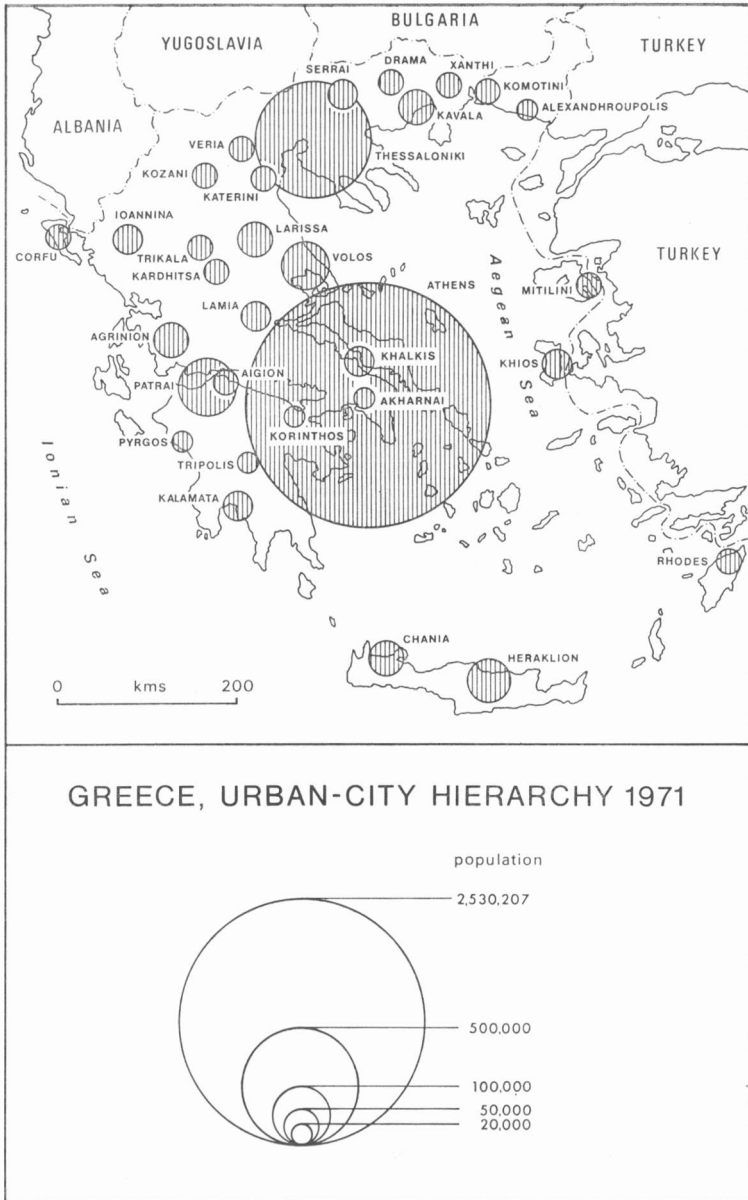 BULGARIA
YUGOSLAVIA
TURKEY
DRAMA
XANTHI
SERRAI
KOMOTINI
ALEXANDHROUPOLIS
KAVALA
ALBANIA
VERIA
THESSALONIKI
KOZANI
KATERINI
IOANNINA
LARISSA
CORFU
TRIKALA
VOLOS
TURKEY
KARDHITSA
ATHENS
Aegean Sea
MITILINI
LAMIA
AGRINION
KHALKIS
KHIOS
PATRAI
AIGION
AKHARNAI
KORINTHOS
PYRGOS
Ionian Sea
TRIPOLIS
KALAMATA
RHODES
CHANIA
HERAKLION
0 kms 200
GREECE, URBAN-CITY HIERARCHY 1971
population
2,530,207
500,000
100,000
50,000
20,000